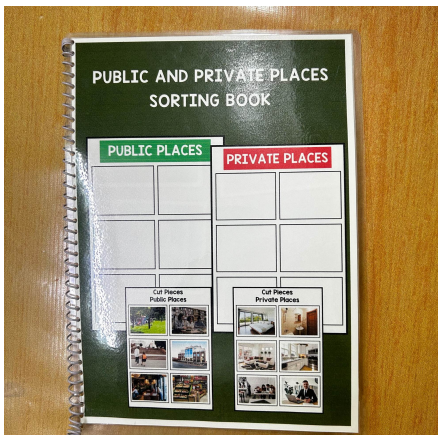 PUBLIC AND PRIVATE PLACES
SORTING BOOK
PUBLIC PLACES
PRIVATE PLACES
Cut Pieces
Public Places
Cut Pieces
Private Places